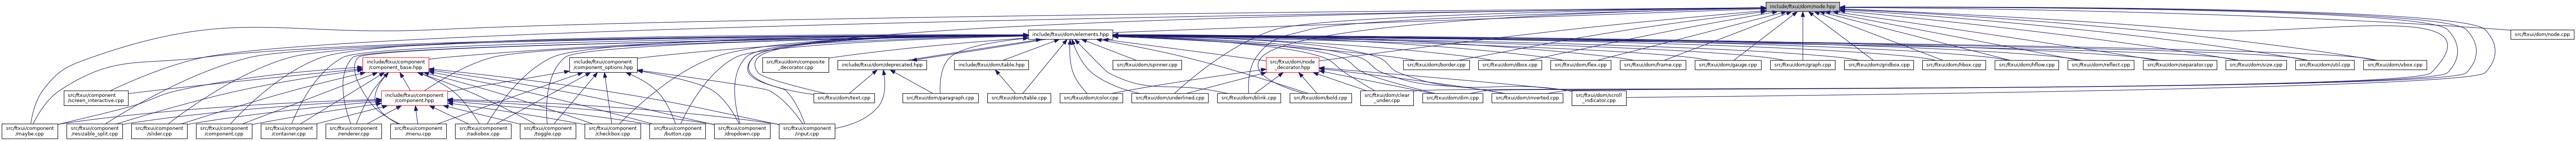 include/ftxui/dom/node.hpp
include/ftxui/dom/elements.hpp
src/ftxui/dom/node.cpp
include/ftxui/component
/component_base.hpp
include/ftxui/component
/component_options.hpp
src/ftxui/dom/composite
_decorator.cpp
include/ftxui/dom/deprecated.hpp
include/ftxui/dom/table.hpp
src/ftxui/dom/spinner.cpp
src/ftxui/dom/node
_decorator.hpp
src/ftxui/dom/border.cpp
src/ftxui/dom/dbox.cpp
src/ftxui/dom/flex.cpp
src/ftxui/dom/frame.cpp
src/ftxui/dom/gauge.cpp
src/ftxui/dom/graph.cpp
src/ftxui/dom/gridbox.cpp
src/ftxui/dom/hbox.cpp
src/ftxui/dom/hflow.cpp
src/ftxui/dom/reflect.cpp
src/ftxui/dom/separator.cpp
src/ftxui/dom/size.cpp
src/ftxui/dom/util.cpp
src/ftxui/dom/vbox.cpp
src/ftxui/component
/screen_interactive.cpp
include/ftxui/component
/component.hpp
src/ftxui/dom/text.cpp
src/ftxui/dom/paragraph.cpp
src/ftxui/dom/table.cpp
src/ftxui/dom/color.cpp
src/ftxui/dom/underlined.cpp
src/ftxui/dom/blink.cpp
src/ftxui/dom/bold.cpp
src/ftxui/dom/clear
_under.cpp
src/ftxui/dom/dim.cpp
src/ftxui/dom/inverted.cpp
src/ftxui/dom/scroll
_indicator.cpp
src/ftxui/component
/maybe.cpp
src/ftxui/component
/resizable_split.cpp
src/ftxui/component
/slider.cpp
src/ftxui/component
/component.cpp
src/ftxui/component
/container.cpp
src/ftxui/component
/renderer.cpp
src/ftxui/component
/menu.cpp
src/ftxui/component
/radiobox.cpp
src/ftxui/component
/toggle.cpp
src/ftxui/component
/checkbox.cpp
src/ftxui/component
/button.cpp
src/ftxui/component
/dropdown.cpp
src/ftxui/component
/input.cpp